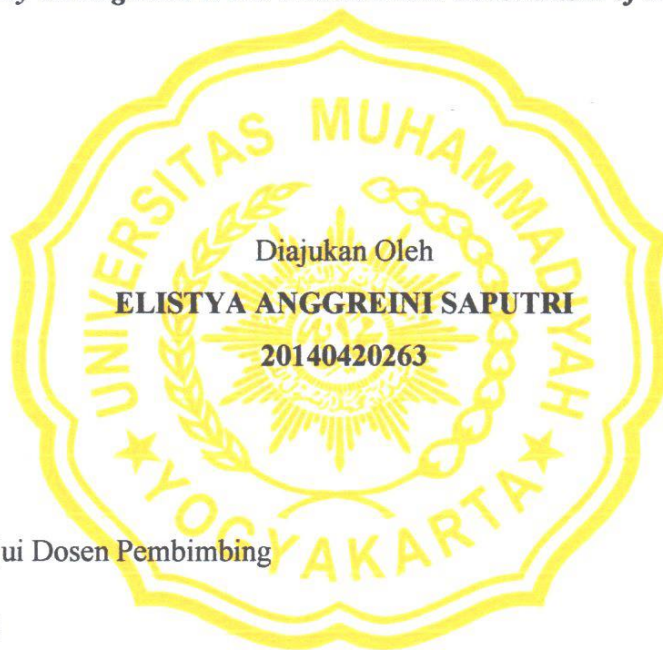 UNIVERSITAS MUHAMMADIYAH
YOGYAKARTA
Diajukan Oleh
ELISTYA ANGGREINI SAPUTRI
20140420263
ui Dosen Pembimbing